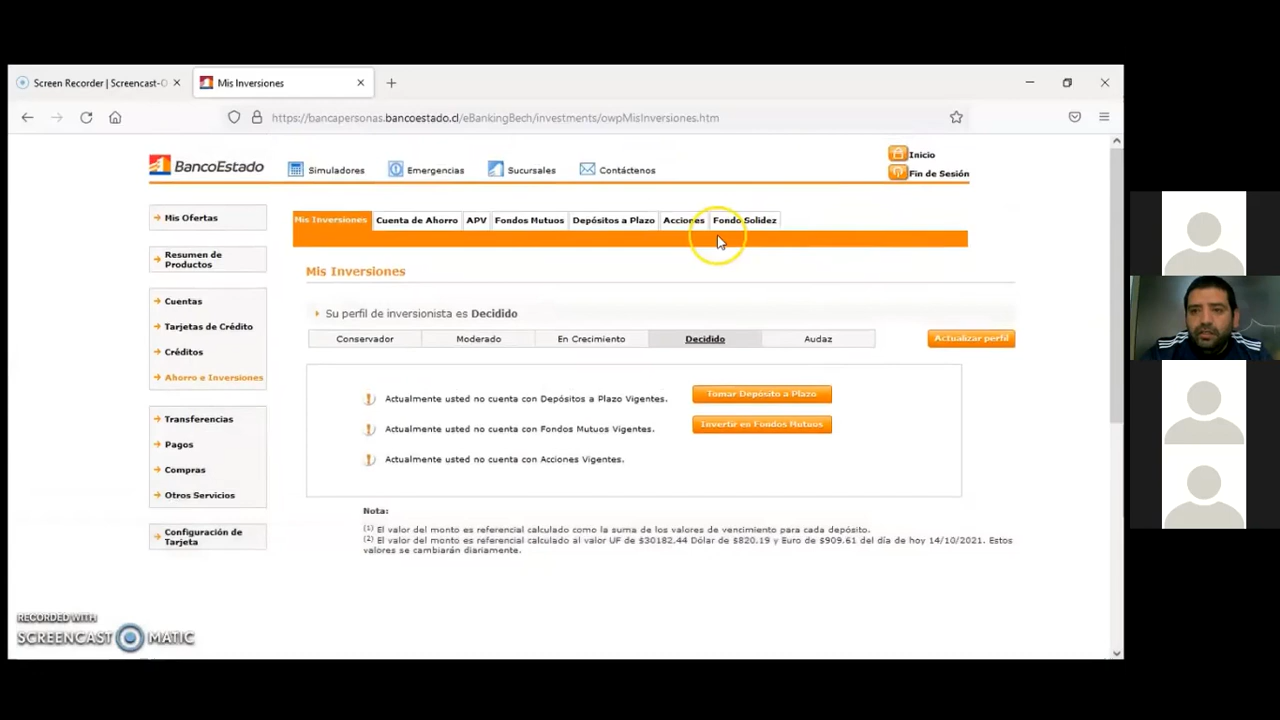 Screen Recorder | Screencast-O
Mis Inversiones
https://bancapersonas.bancoestado.cl/eBankingBech/investments/owpMisInversiones.htm
BancoEstado
Simuladores
Emergencias
Sucursales
Contáctenos
Inicio
Fin de Sesión
Mis Ofertas
Resumen de
Productos
Cuentas
Tarjetas de Crédito
Créditos
Ahorro e Inversiones
Transferencias
Pagos
Compras
Otros Servicios
Configuración de
Tarjeta
Mis Inversiones
Cuenta de Ahorro
APV
Fondos Mutuos
Depósitos a Plazo
Acciones
Fondo Solidez
Mis Inversiones
Su perfil de inversionista es Decidido
Conservador
Moderado
En Crecimiento
Decidido
Audaz
Actualizar perfil
Actualmente usted no cuenta con Depósitos a Plazo Vigentes.
Tomar Depósito a Plazo
Actualmente usted no cuenta con Fondos Mutuos Vigentes.
Invertir en Fondos Mutuos
Actualmente usted no cuenta con Acciones Vigentes.
Nota:
(1) El valor del monto es referencial calculado como la suma de los valores de vencimiento para cada depósito.
(2) El valor del monto es referencial calculado al valor UF de $30182.44 Dólar de $820.19 y Euro de $909.61 del día de hoy 14/10/2021. Estos
valores se cambiarán diariamente.
RECORDED WITH
SCREENCAST MATIC